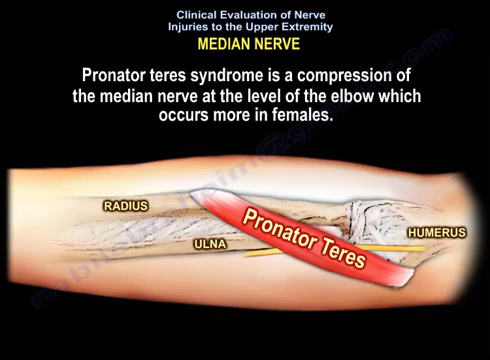 Clinical Evaluation of Nerve
Injuries to the Upper Extremity
MEDIAN NERVE
Pronator teres syndrome is a compression of
the median nerve at the level of the elbow which
occurs more in females.
RADIUS
ULNA
Pronator Teres
HUMERUS